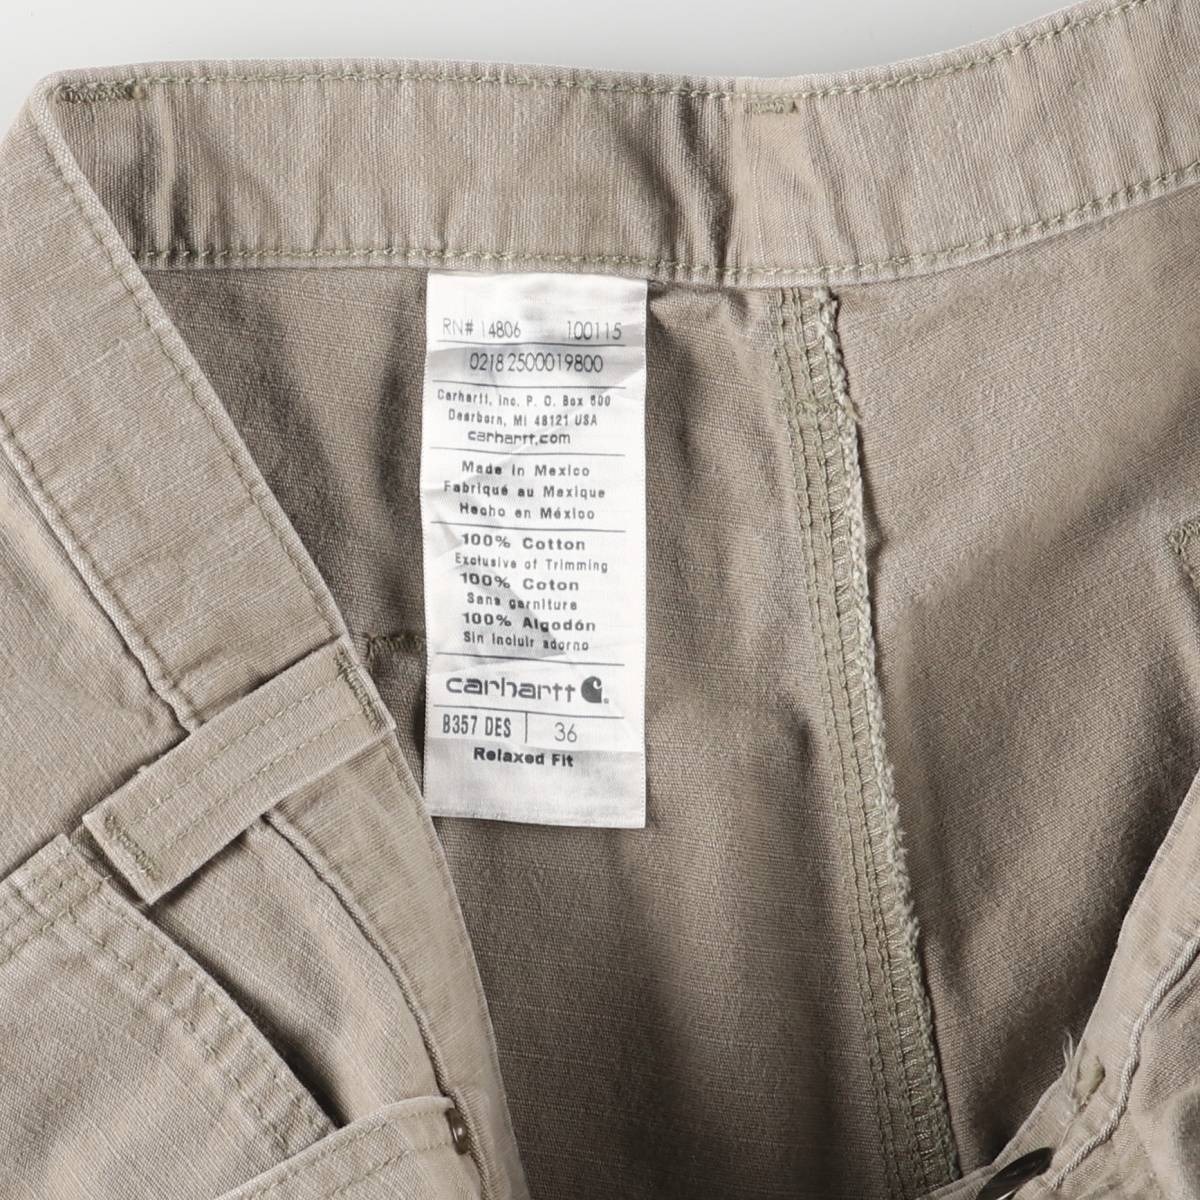 RN# 14806 100115
0218 2500019800
Carhartt, Inc. P. O. Box 600
Dearborn, MI 48121 USA
carhartt.com
Made in Mexico
Fabriqué au Mexique
Hecho en México
100% Cotton
Exclusive of Trimming
100% Coton
Sans garniture
100% Algodón
Sin incluir adorno
carhartt
B357 DES 36
Relaxed Fit